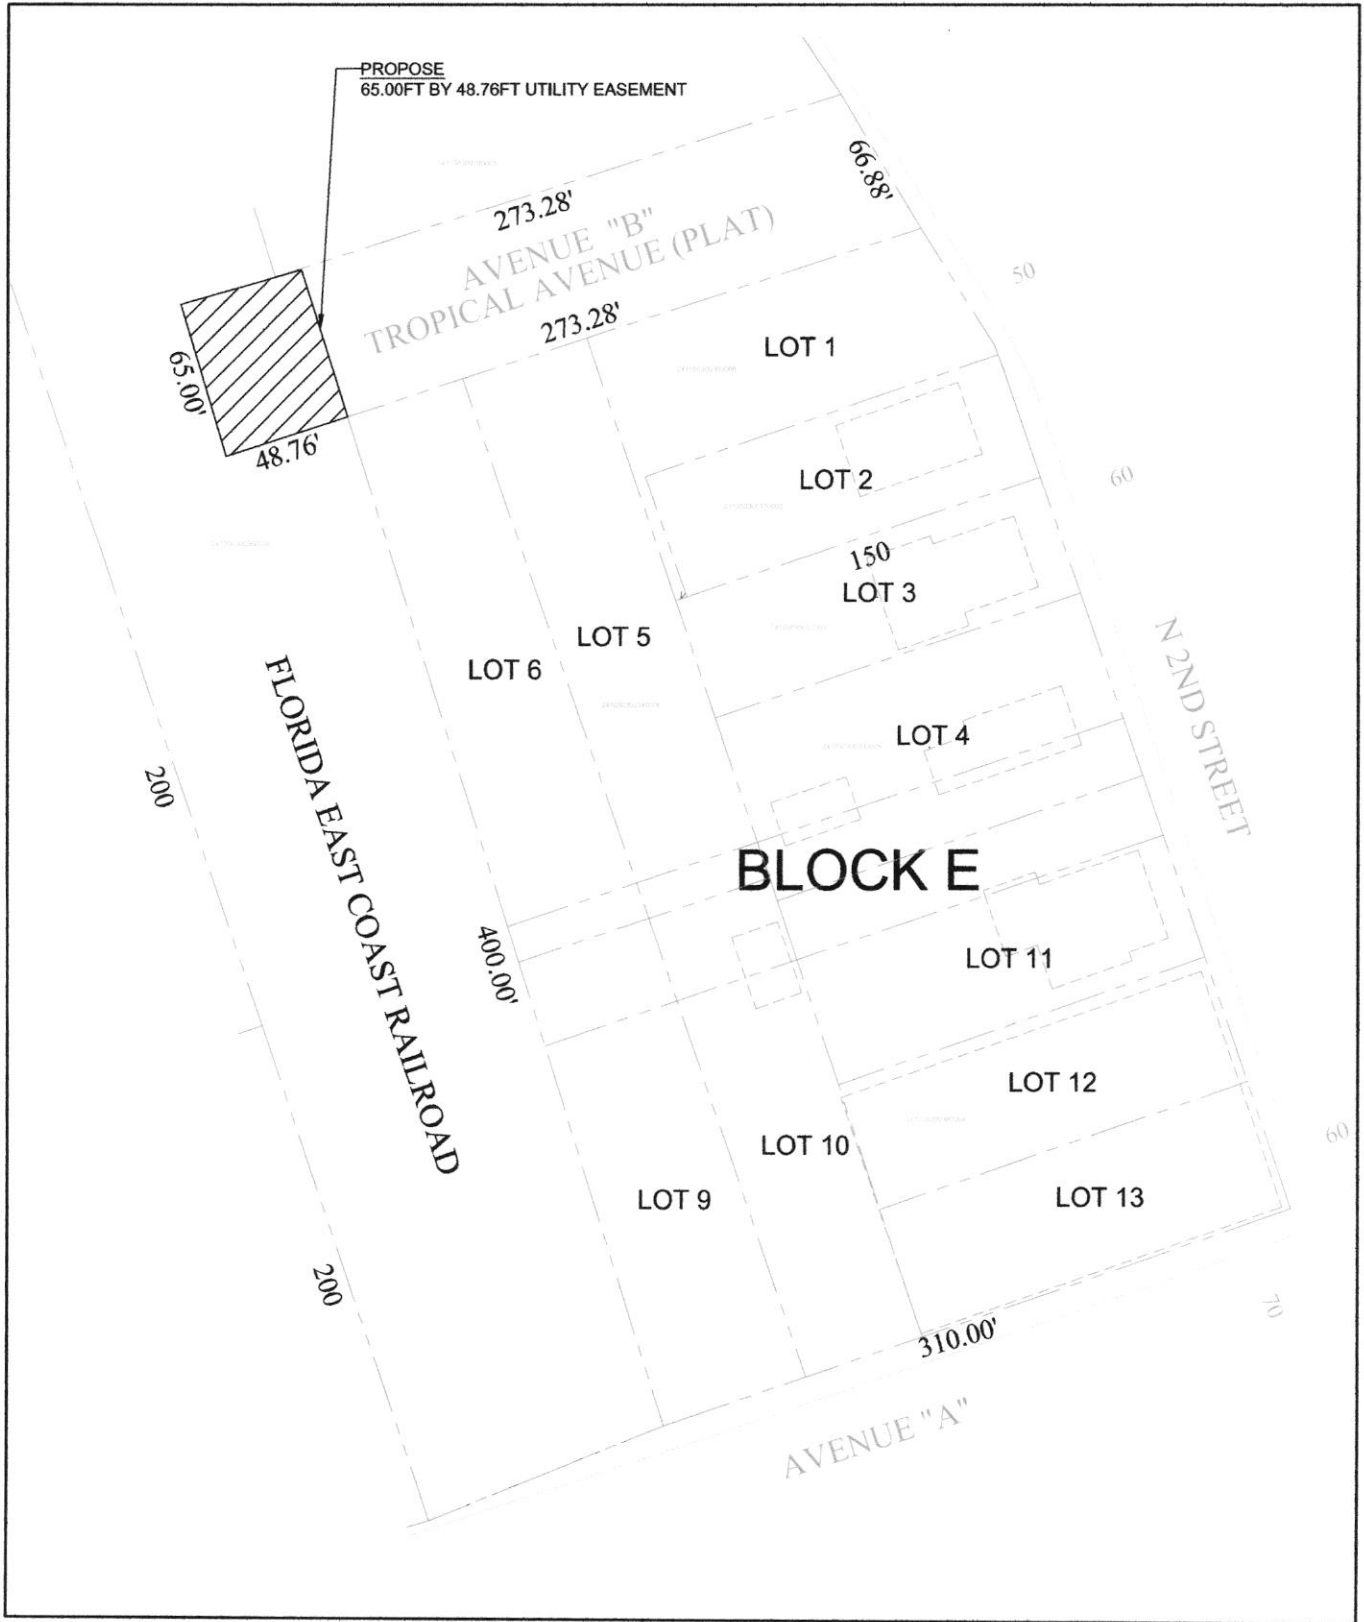 PROPOSE
65.00FT BY 48.76FT UTILITY EASEMENT
66.88'
273.28'
AVENUE "B"
TROPICAL AVENUE (PLAT)
273.28'
50
LOT 1
65.00'
48.76'
LOT 2
60
150
LOT 3
LOT 5
LOT 6
N 2ND STREET
LOT 4
200
FLORIDA EAST COAST RAILROAD
BLOCK E
400.00'
LOT 11
LOT 12
LOT 10
60
LOT 9
LOT 13
200
70
310.00'
AVENUE "A"